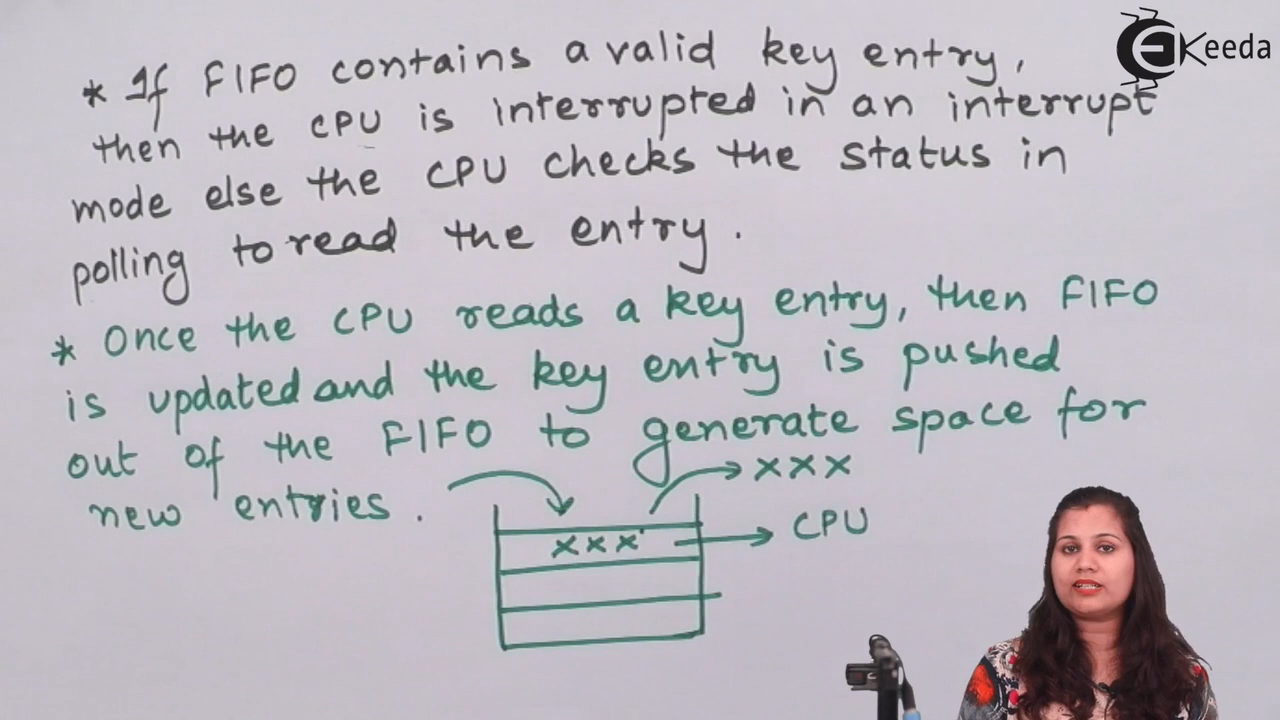 * If FIFO contains a valid key entry,
then the CPU is interrupted in an interrupt
mode else the CPU checks the status in
polling to read the entry.
* Once the CPU reads a key entry, then FIFO
is updated and the key entry is pushed
out of the FIFO to generate space for
new entries.
xxx
xxx
CPU
EKeeda